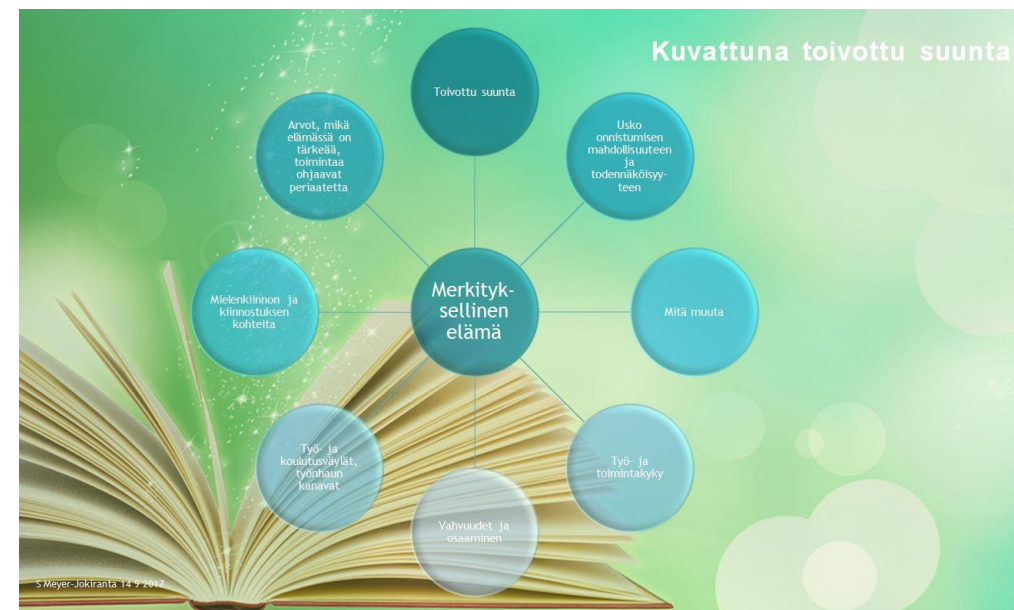 Kuvattuna toivottu suunta
Toivottu suunta
Usko
onnistumisen
mahdollisuuteen
ja
todennäköisyy-
teen
Mitä muuta
Työ- ja
toimintakyky
Vahvuudet ja
osaaminen
Työ- ja
koulutusväylät,
työnhaun
kanavat
Mielenkiinnon ja
kiinnostuksen
kohteita
Arvot, mikä
elämässä on
tärkeää,
toimintaa
ohjaavat
periaatetta
Merkityk-
sellinen
elämä
S Meyer-Jokiranta 14 9 2017